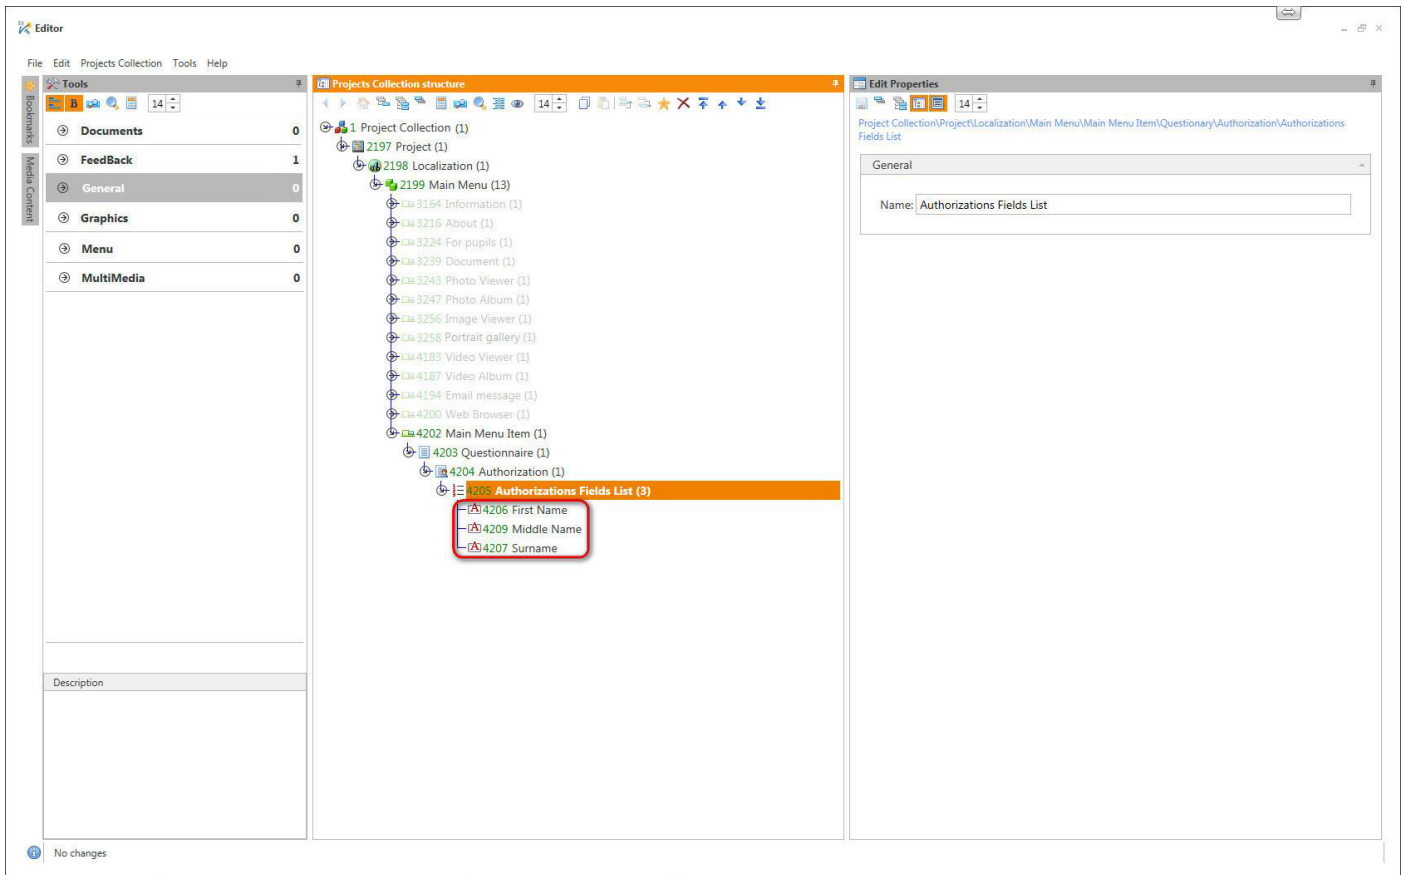 Editor
File Edit Projects Collection Tools Help
Bookmarks
Media Content
Tools
B 14
Documents 0
FeedBack 1
General 0
Graphics 0
Menu 0
MultiMedia 0
Description
Projects Collection structure
14
1 Project Collection (1)
2197 Project (1)
2198 Localization (1)
2199 Main Menu (13)
3164 Information (1)
3216 About (1)
3224 For pupils (1)
3239 Document (1)
3243 Photo Viewer (1)
3247 Photo Album (1)
3256 Image Viewer (1)
3258 Portrait gallery (1)
4183 Video Viewer (1)
4187 Video Album (1)
4194 Email message (1)
4200 Web Browser (1)
4202 Main Menu Item (1)
4203 Questionnaire (1)
4204 Authorization (1)
4205 Authorizations Fields List (3)
A 4206 First Name
A 4209 Middle Name
A 4207 Surname
Edit Properties
14
Project Collection\Project\Localization\Main Menu\Main Menu Item\Questionary\Authorization\Authorizations
Fields List
General
Name: Authorizations Fields List
No changes